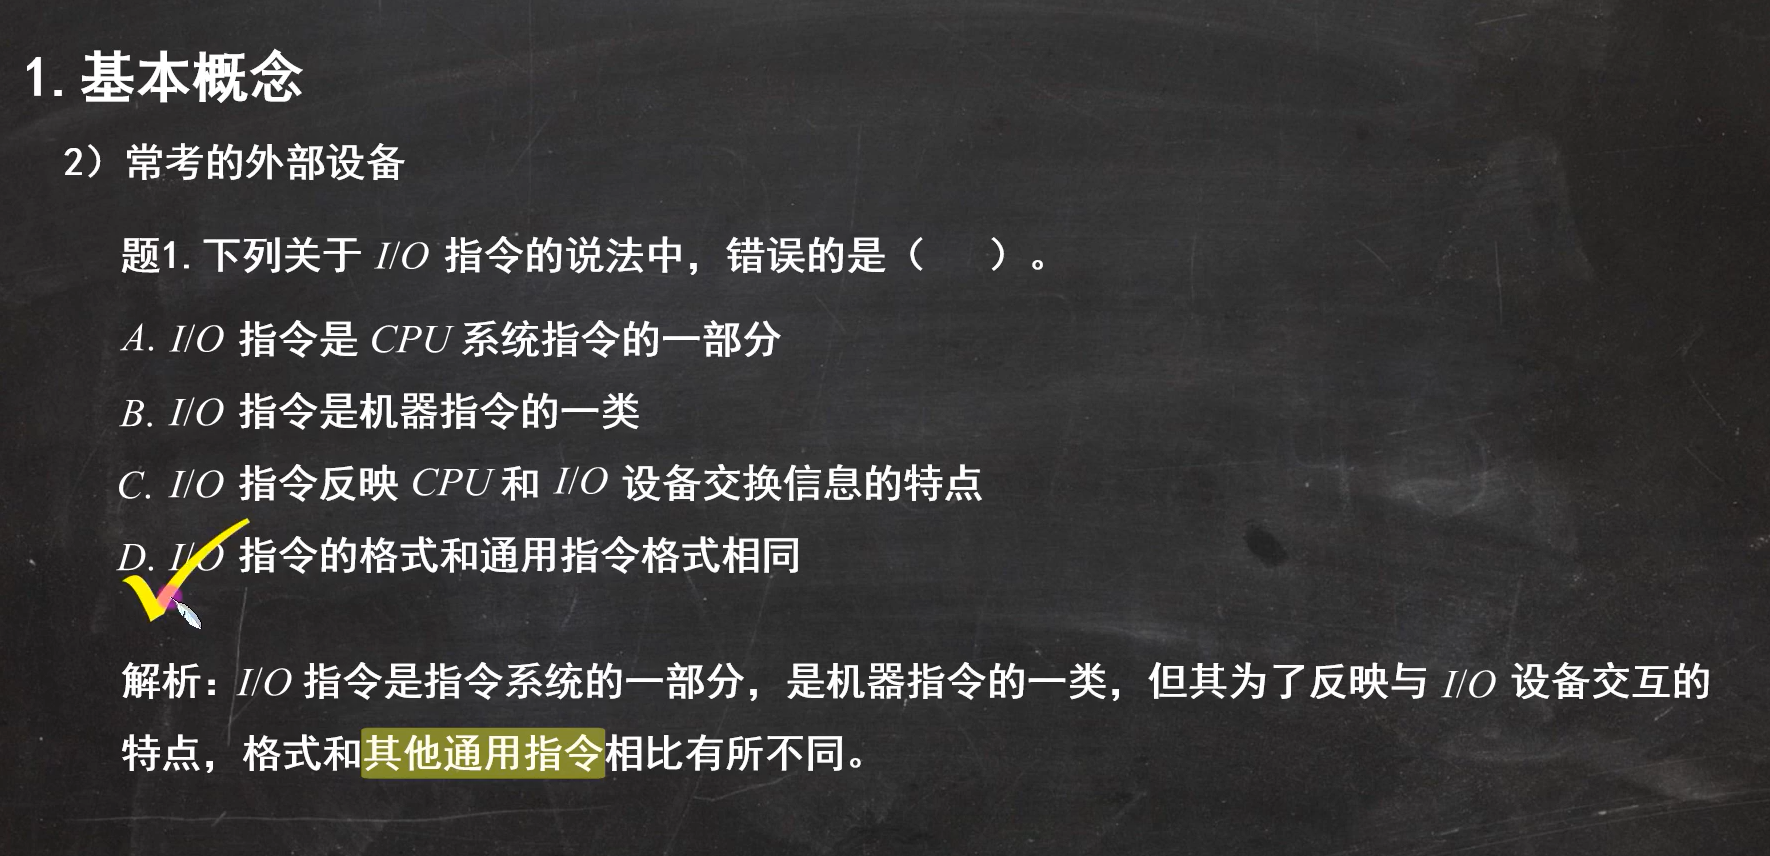 1.基本概念
2）常考的外部设备
题1.下列关于 I/O 指令的说法中，错误的是（ ）。
A. I/O 指令是 CPU 系统指令的一部分
B. I/O 指令是机器指令的一类
C. I/O 指令反映 CPU 和 I/O 设备交换信息的特点
D. I/O 指令的格式和通用指令格式相同
解析：I/O 指令是指令系统的一部分，是机器指令的一类，但其为了反映与 I/O 设备交互的
特点，格式和其他通用指令相比有所不同。